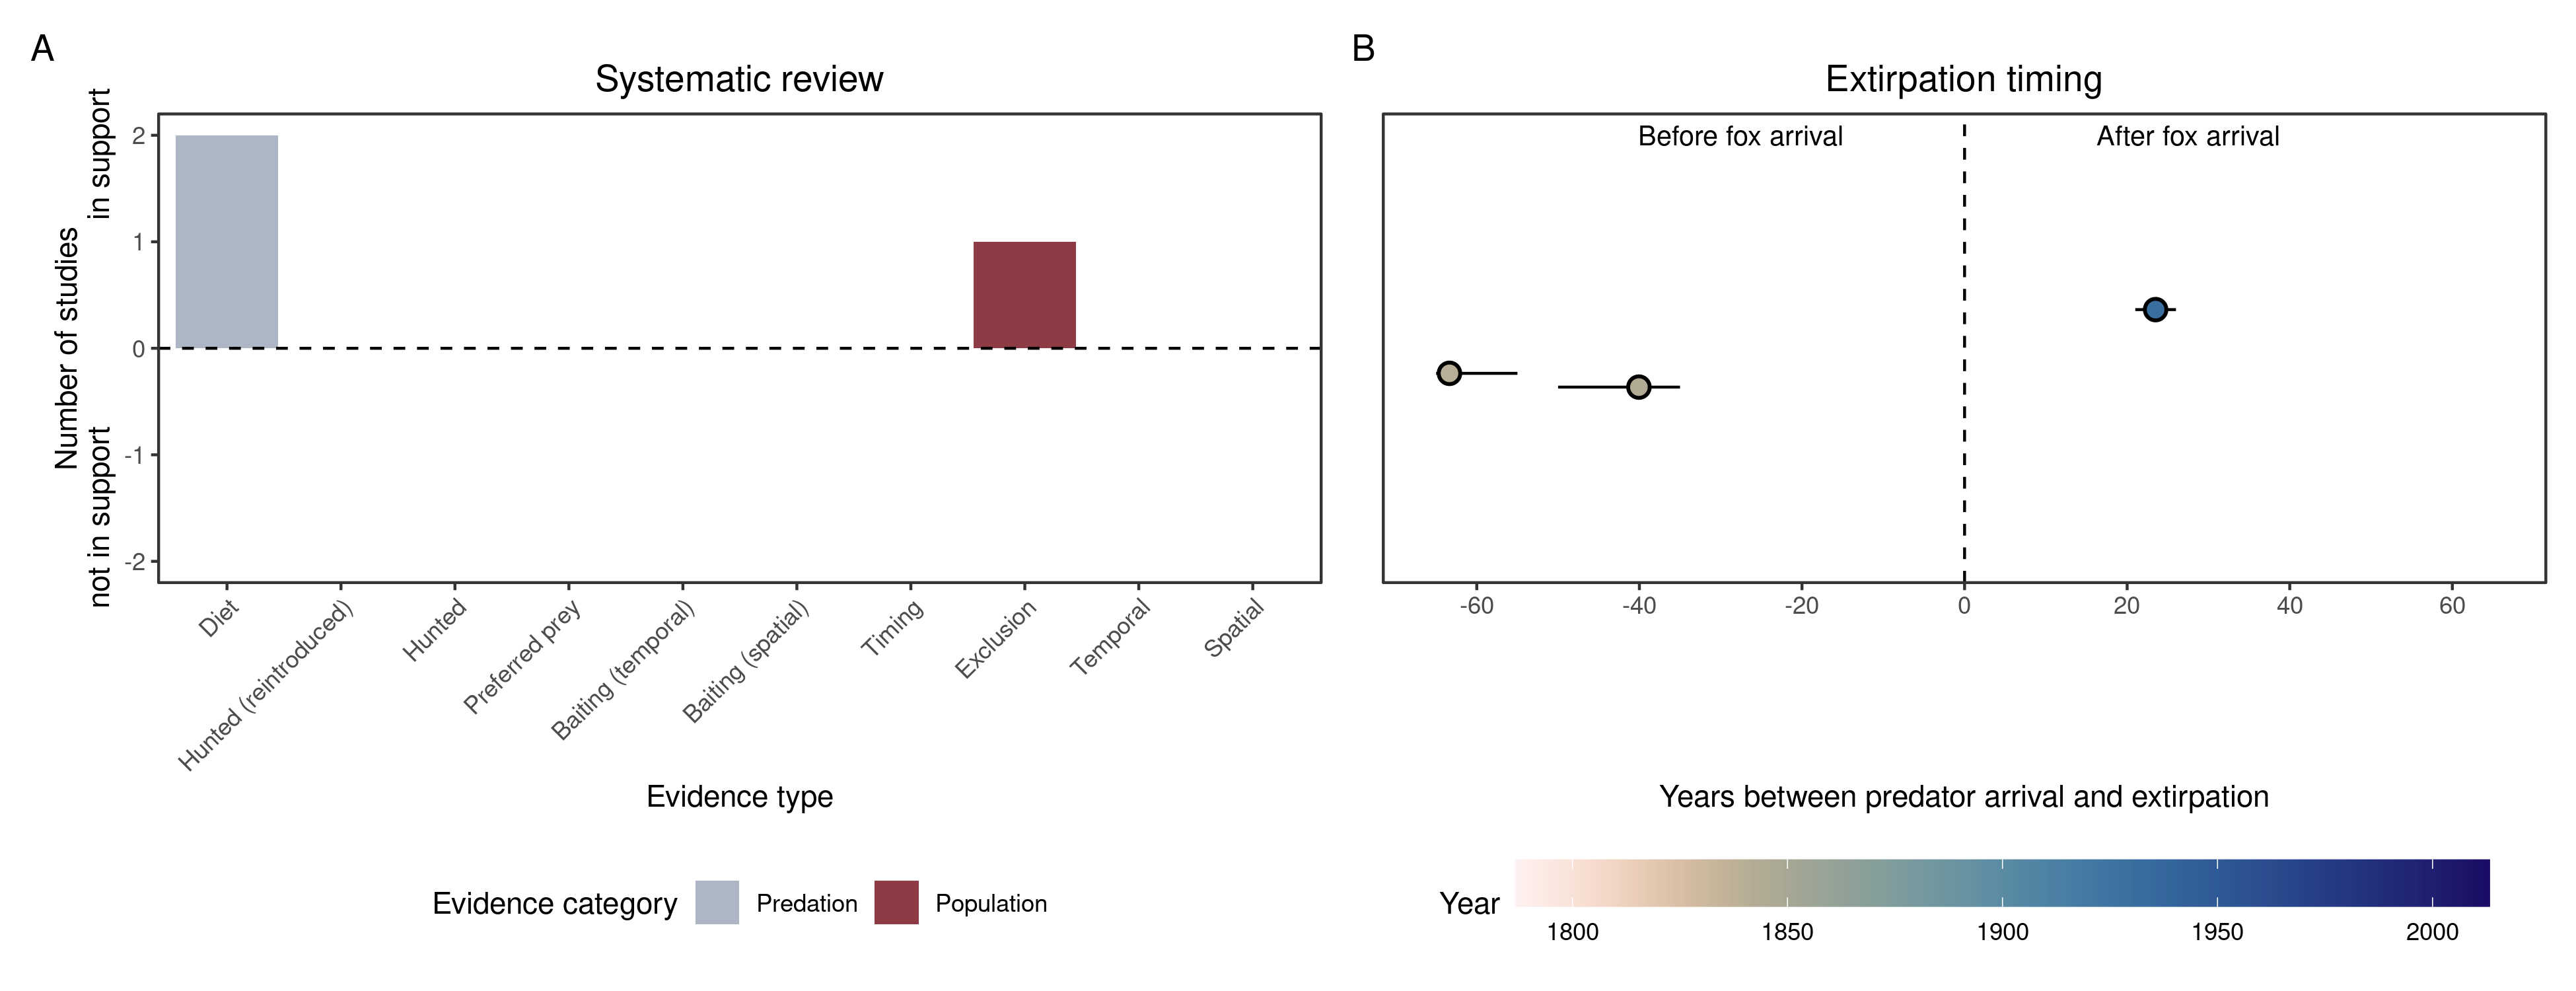 A
Systematic review
Number of studies
not in support
in support
2
1
0
-1
-2
Diet
Hunted (reintroduced)
Hunted
Preferred prey
Baiting (temporal)
Baiting (spatial)
Timing
Exclusion
Temporal
Spatial
Evidence type
Evidence category
Predation
Population
B
Extirpation timing
Before fox arrival
After fox arrival
-60
-40
-20
0
20
40
60
Years between predator arrival and extirpation
Year
1800
1850
1900
1950
2000